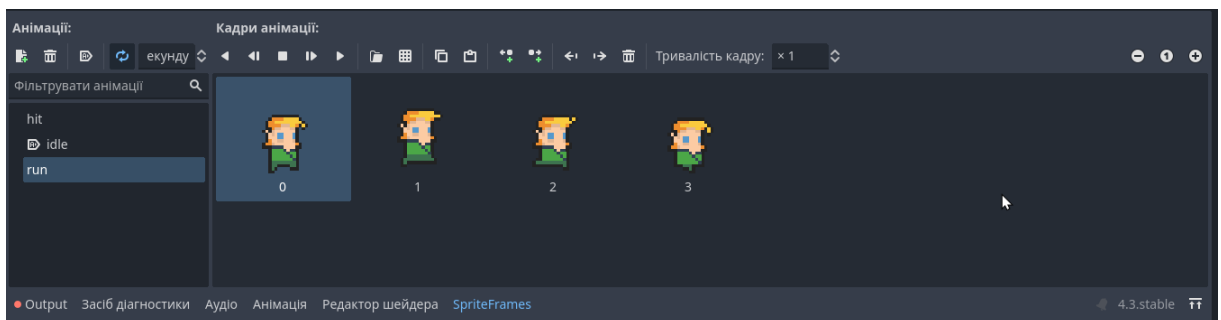 Анімації:
Кадри анімації:
екунду
Тривалість кадру: × 1
Фільтрувати анімації
hit
idle
run
0
1
2
3
Output Засіб діагностики Аудіо Анімація Редактор шейдера SpriteFrames 4.3.stable